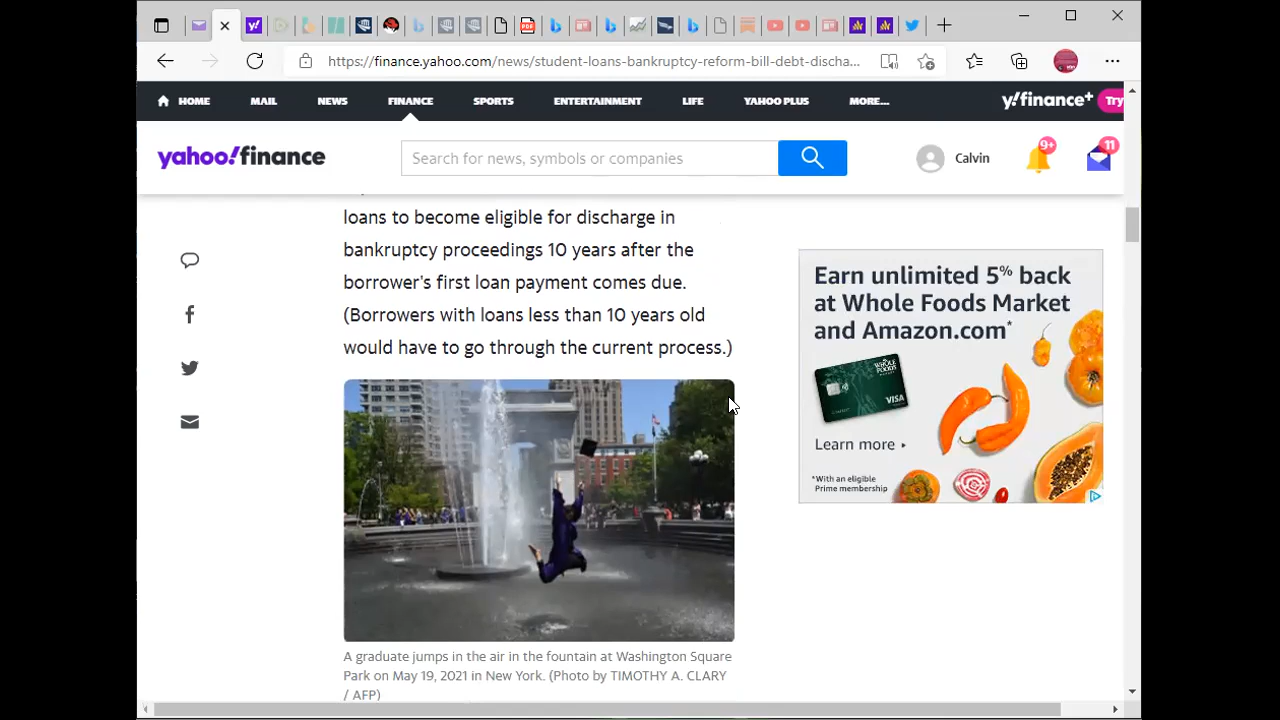 https://finance.yahoo.com/news/student-loans-bankruptcy-reform-bill-debt-discha...
HOME MAIL NEWS FINANCE SPORTS ENTERTAINMENT LIFE YAHOO PLUS MORE... y!finance+ Try
yahoo!finance
Search for news, symbols or companies
Calvin
9+
11
loans to become eligible for discharge in
bankruptcy proceedings 10 years after the
borrower's first loan payment comes due.
(Borrowers with loans less than 10 years old
would have to go through the current process.)
A graduate jumps in the air in the fountain at Washington Square
Park on May 19, 2021 in New York. (Photo by TIMOTHY A. CLARY
/ AFP)
Earn unlimited 5% back
at Whole Foods Market
and Amazon.com*
WHOLE
FOODS
MARKET
VISA
Learn more
*With an eligible
Prime membership